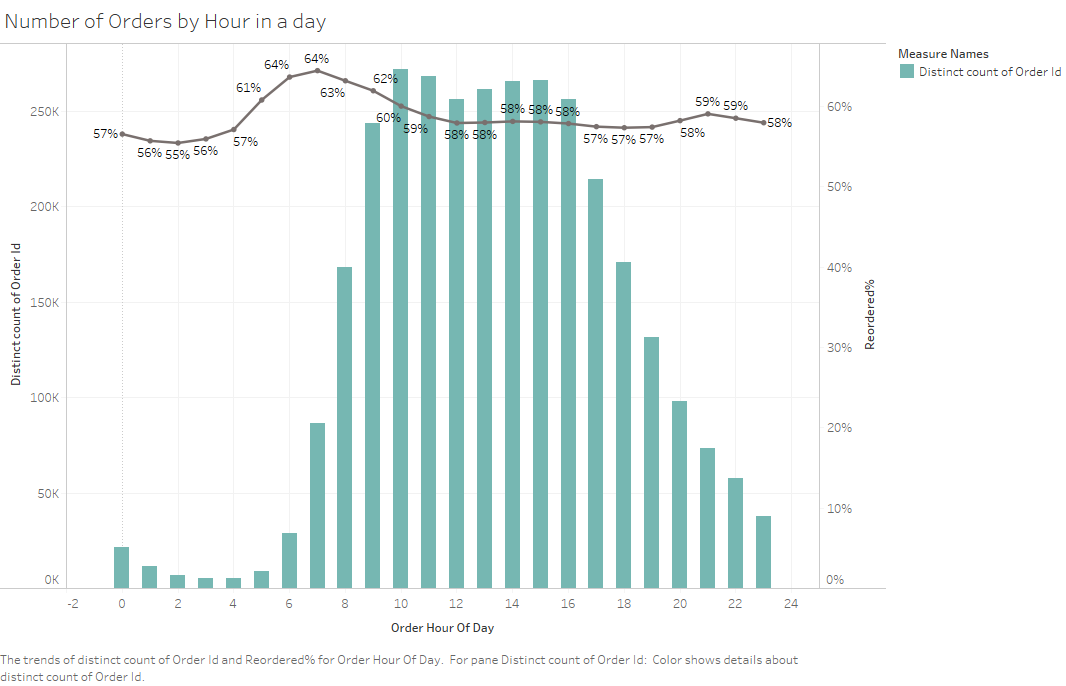 Number of Orders by Hour in a day
Measure Names
Distinct count of Order Id
Distinct count of Order Id
250K
200K
150K
100K
50K
0K
57%
56%
55%
56%
57%
61%
64%
64%
63%
62%
60%
59%
58%
58%
58%
58%
58%
57%
57%
57%
58%
59%
59%
58%
60%
50%
40%
30%
20%
10%
0%
Reordered%
-2 0 2 4 6 8 10 12 14 16 18 20 22 24
Order Hour Of Day
The trends of distinct count of Order Id and Reordered% for Order Hour Of Day. For pane Distinct count of Order Id: Color shows details about
distinct count of Order Id.